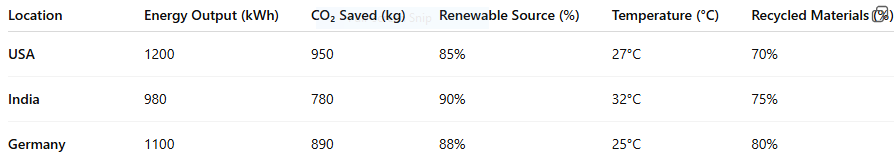 Location Energy Output (kWh) CO₂ Saved (kg) Renewable Source (%) Temperature (°C) Recycled Materials (%)
USA 1200 950 85% 27°C 70%
India 980 780 90% 32°C 75%
Germany 1100 890 88% 25°C 80%